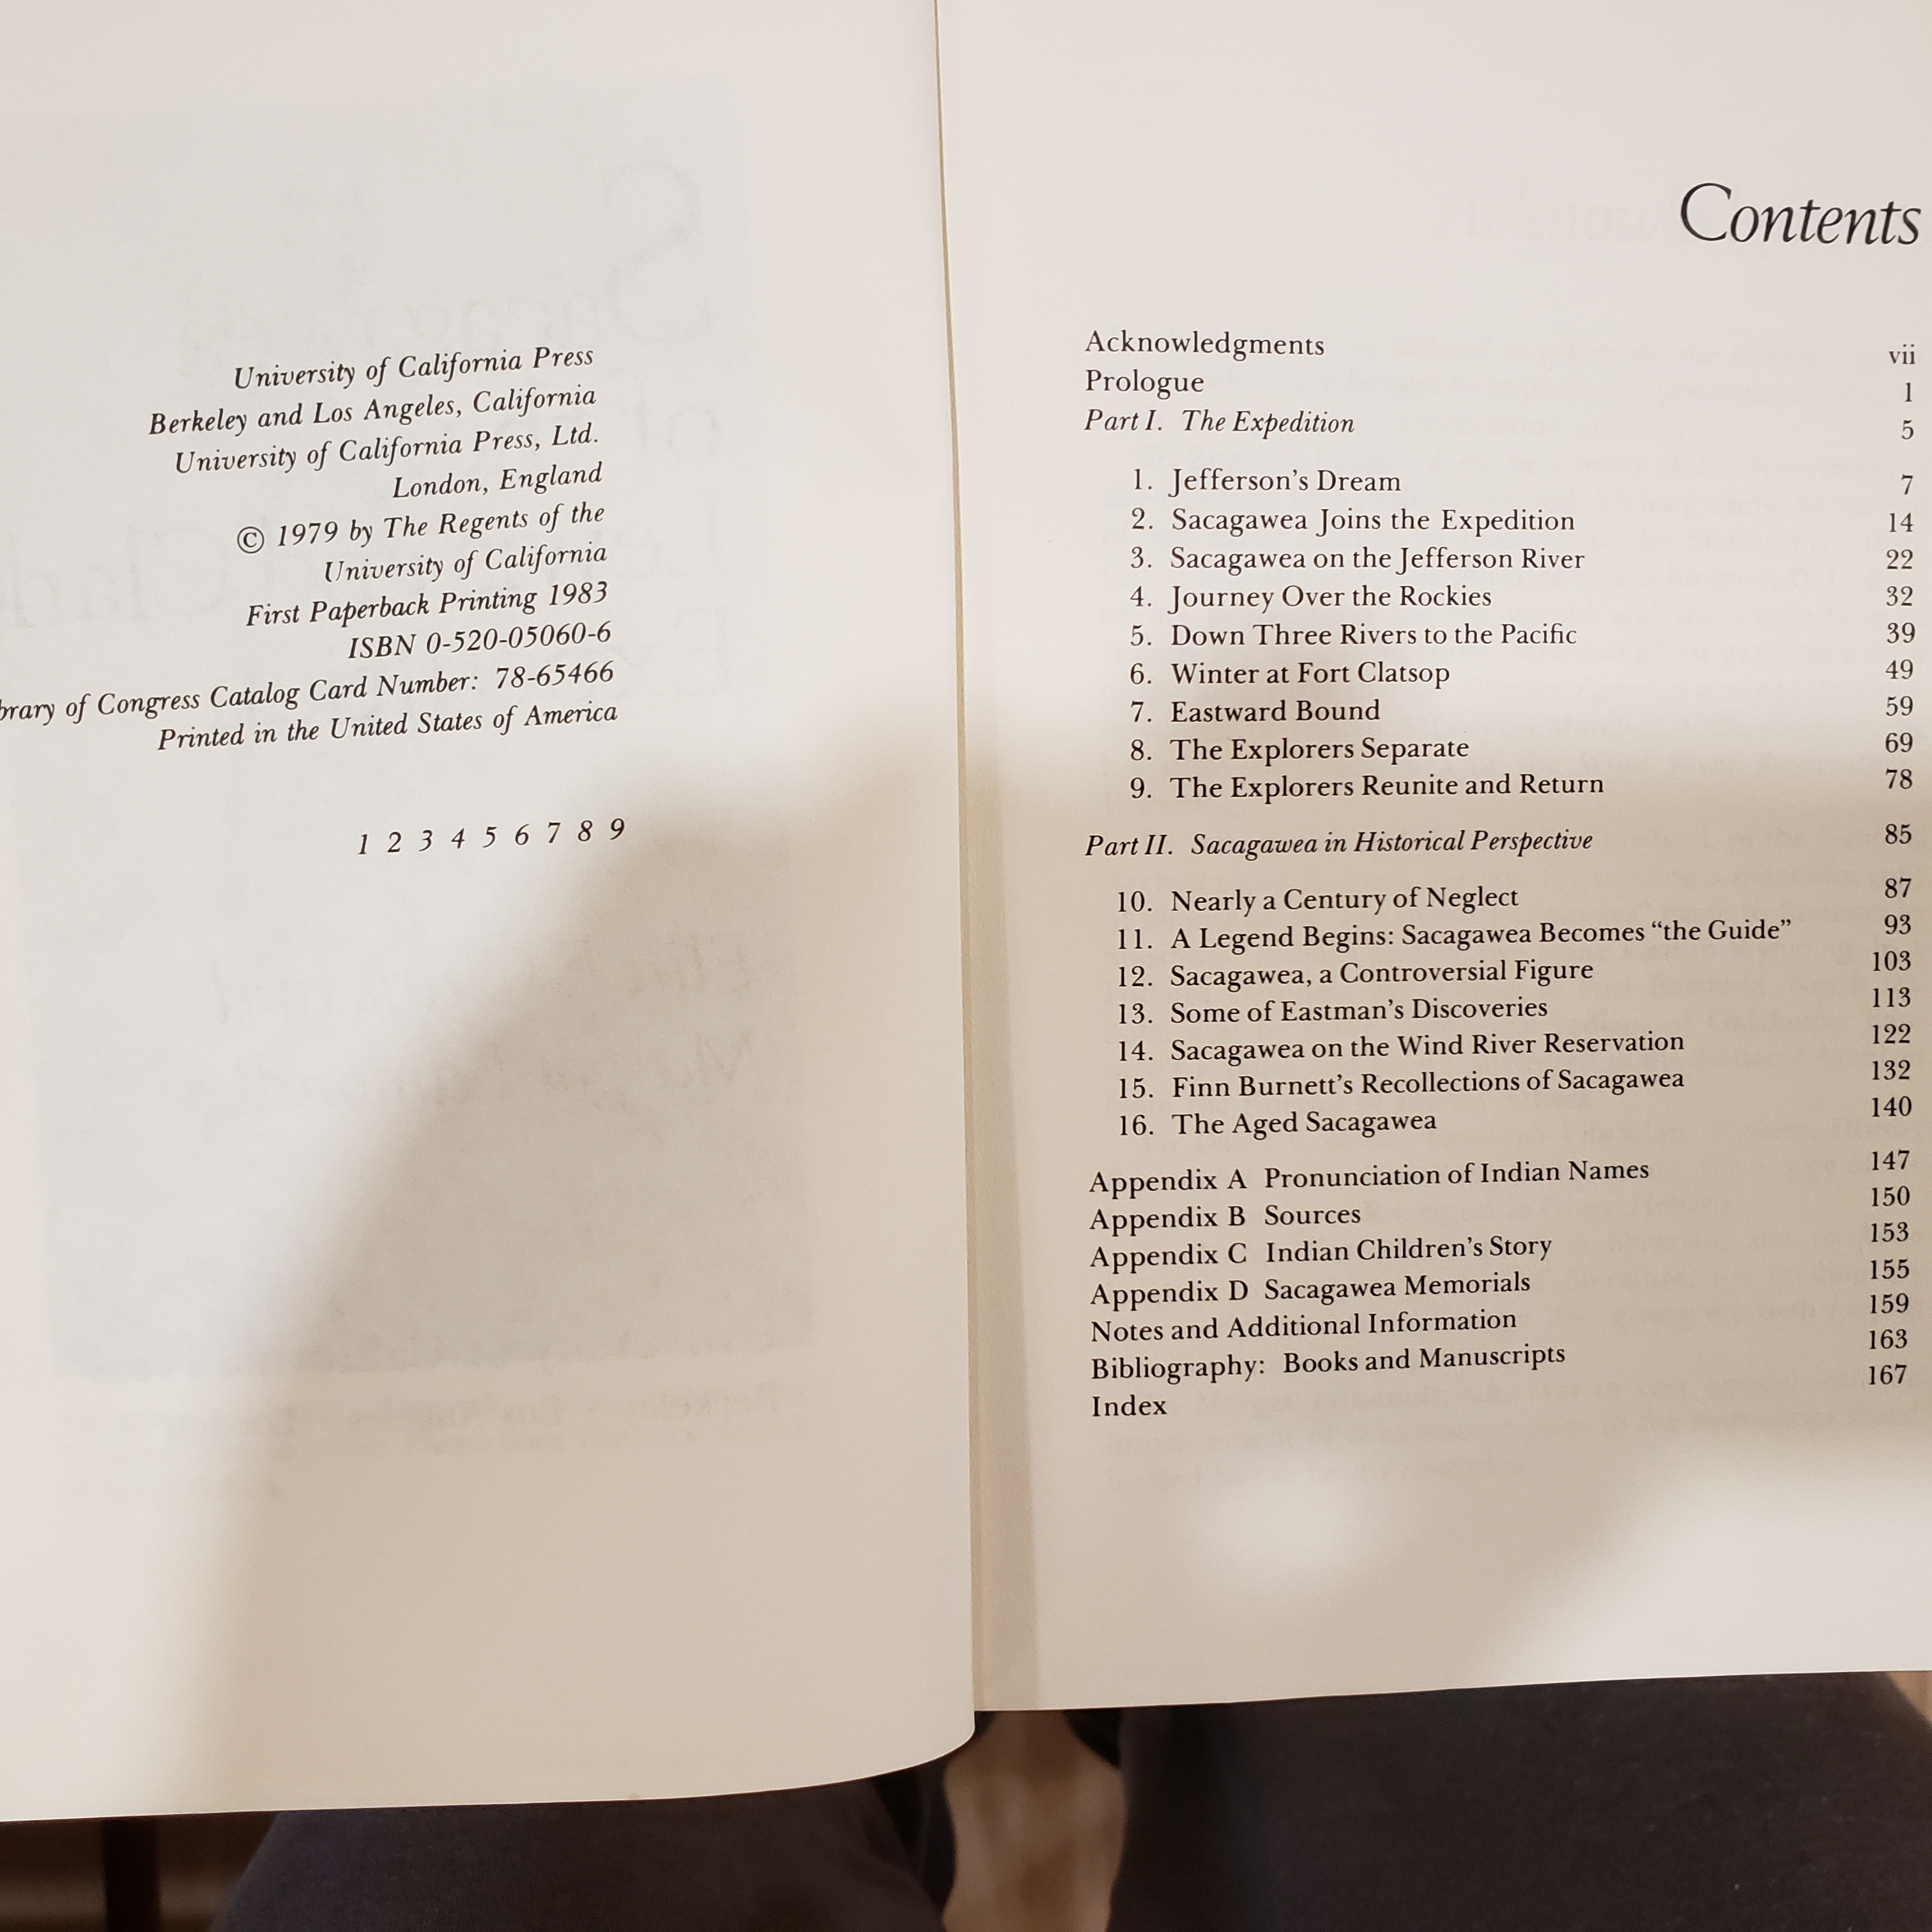 University of California Press
Berkeley and Los Angeles, California
University of California Press, Ltd.
London, England
© 1979 by The Regents of the
University of California
First Paperback Printing 1983
ISBN 0-520-05060-6
of Congress Catalog Card Number: 78-65466
Printed in the United States of America
1 2 3 4 5 6 7 8 9
Contents
Acknowledgments vii
Prologue 1
Part I. The Expedition 5
1. Jefferson's Dream 7
2. Sacagawea Joins the Expedition 14
3. Sacagawea on the Jefferson River 22
4. Journey Over the Rockies 32
5. Down Three Rivers to the Pacific 39
6. Winter at Fort Clatsop 49
7. Eastward Bound 59
8. The Explorers Separate 69
9. The Explorers Reunite and Return 78
Part II. Sacagawea in Historical Perspective 85
10. Nearly a Century of Neglect 87
11. A Legend Begins: Sacagawea Becomes “the Guide” 93
12. Sacagawea, a Controversial Figure 103
13. Some of Eastman's Discoveries 113
14. Sacagawea on the Wind River Reservation 122
15. Finn Burnett's Recollections of Sacagawea 132
16. The Aged Sacagawea 140
Appendix A Pronunciation of Indian Names 147
Appendix B Sources 150
Appendix C Indian Children's Story 153
Appendix D Sacagawea Memorials 155
Notes and Additional Information 159
Bibliography: Books and Manuscripts 163
Index 167